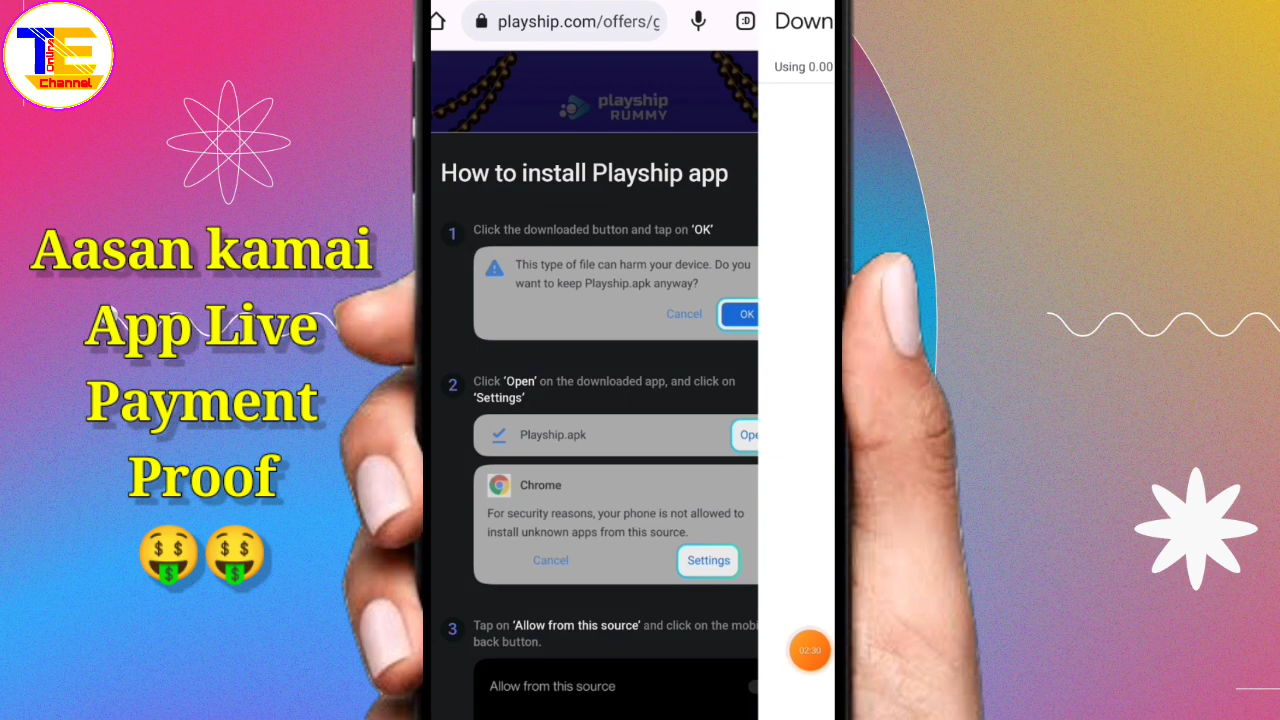 TE
Online
Channel
Aasan kamai
App Live
Payment
Proof
playship.com/offers/g
:D
Down
Using 0.00
playship
RUMMY
How to install Playship app
1
Click the downloaded button and tap on 'OK'
This type of file can harm your device. Do you
want to keep Playship.apk anyway?
Cancel
OK
2
Click 'Open' on the downloaded app, and click on
'Settings'
Playship.apk
Ope
Chrome
For security reasons, your phone is not allowed to
install unknown apps from this source.
Cancel
Settings
3
Tap on 'Allow from this source' and click on the mobi
back button.
Allow from this source
02:30